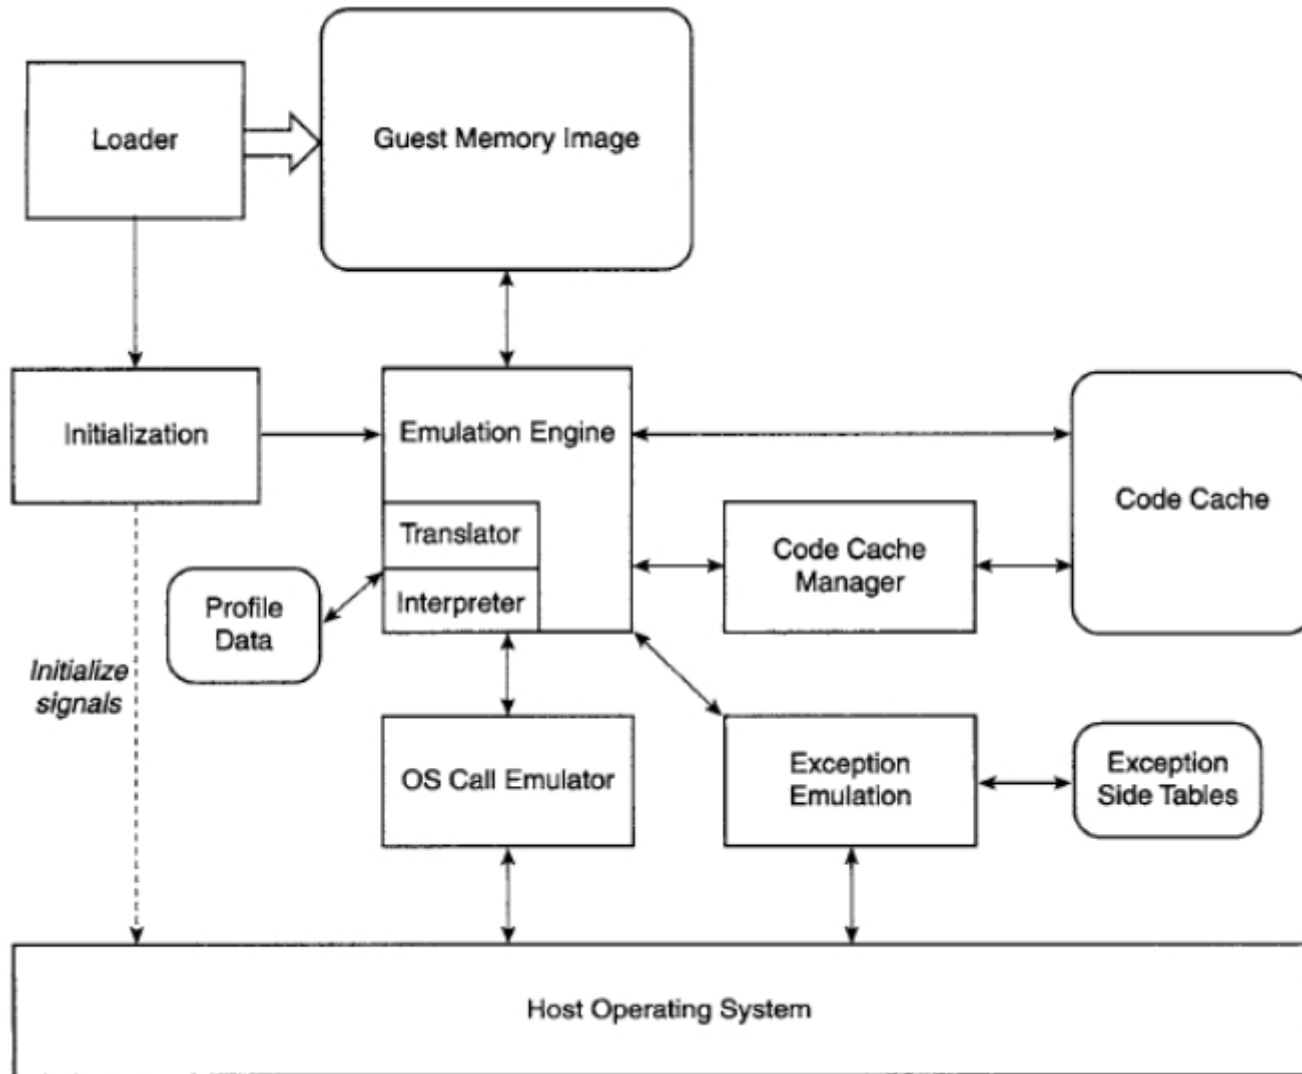 Loader
Guest Memory Image
Initialization
Emulation Engine
Translator
Interpreter
Code Cache
Manager
Code Cache
Profile
Data
Initialize
signals
OS Call Emulator
Exception
Emulation
Exception
Side Tables
Host Operating System